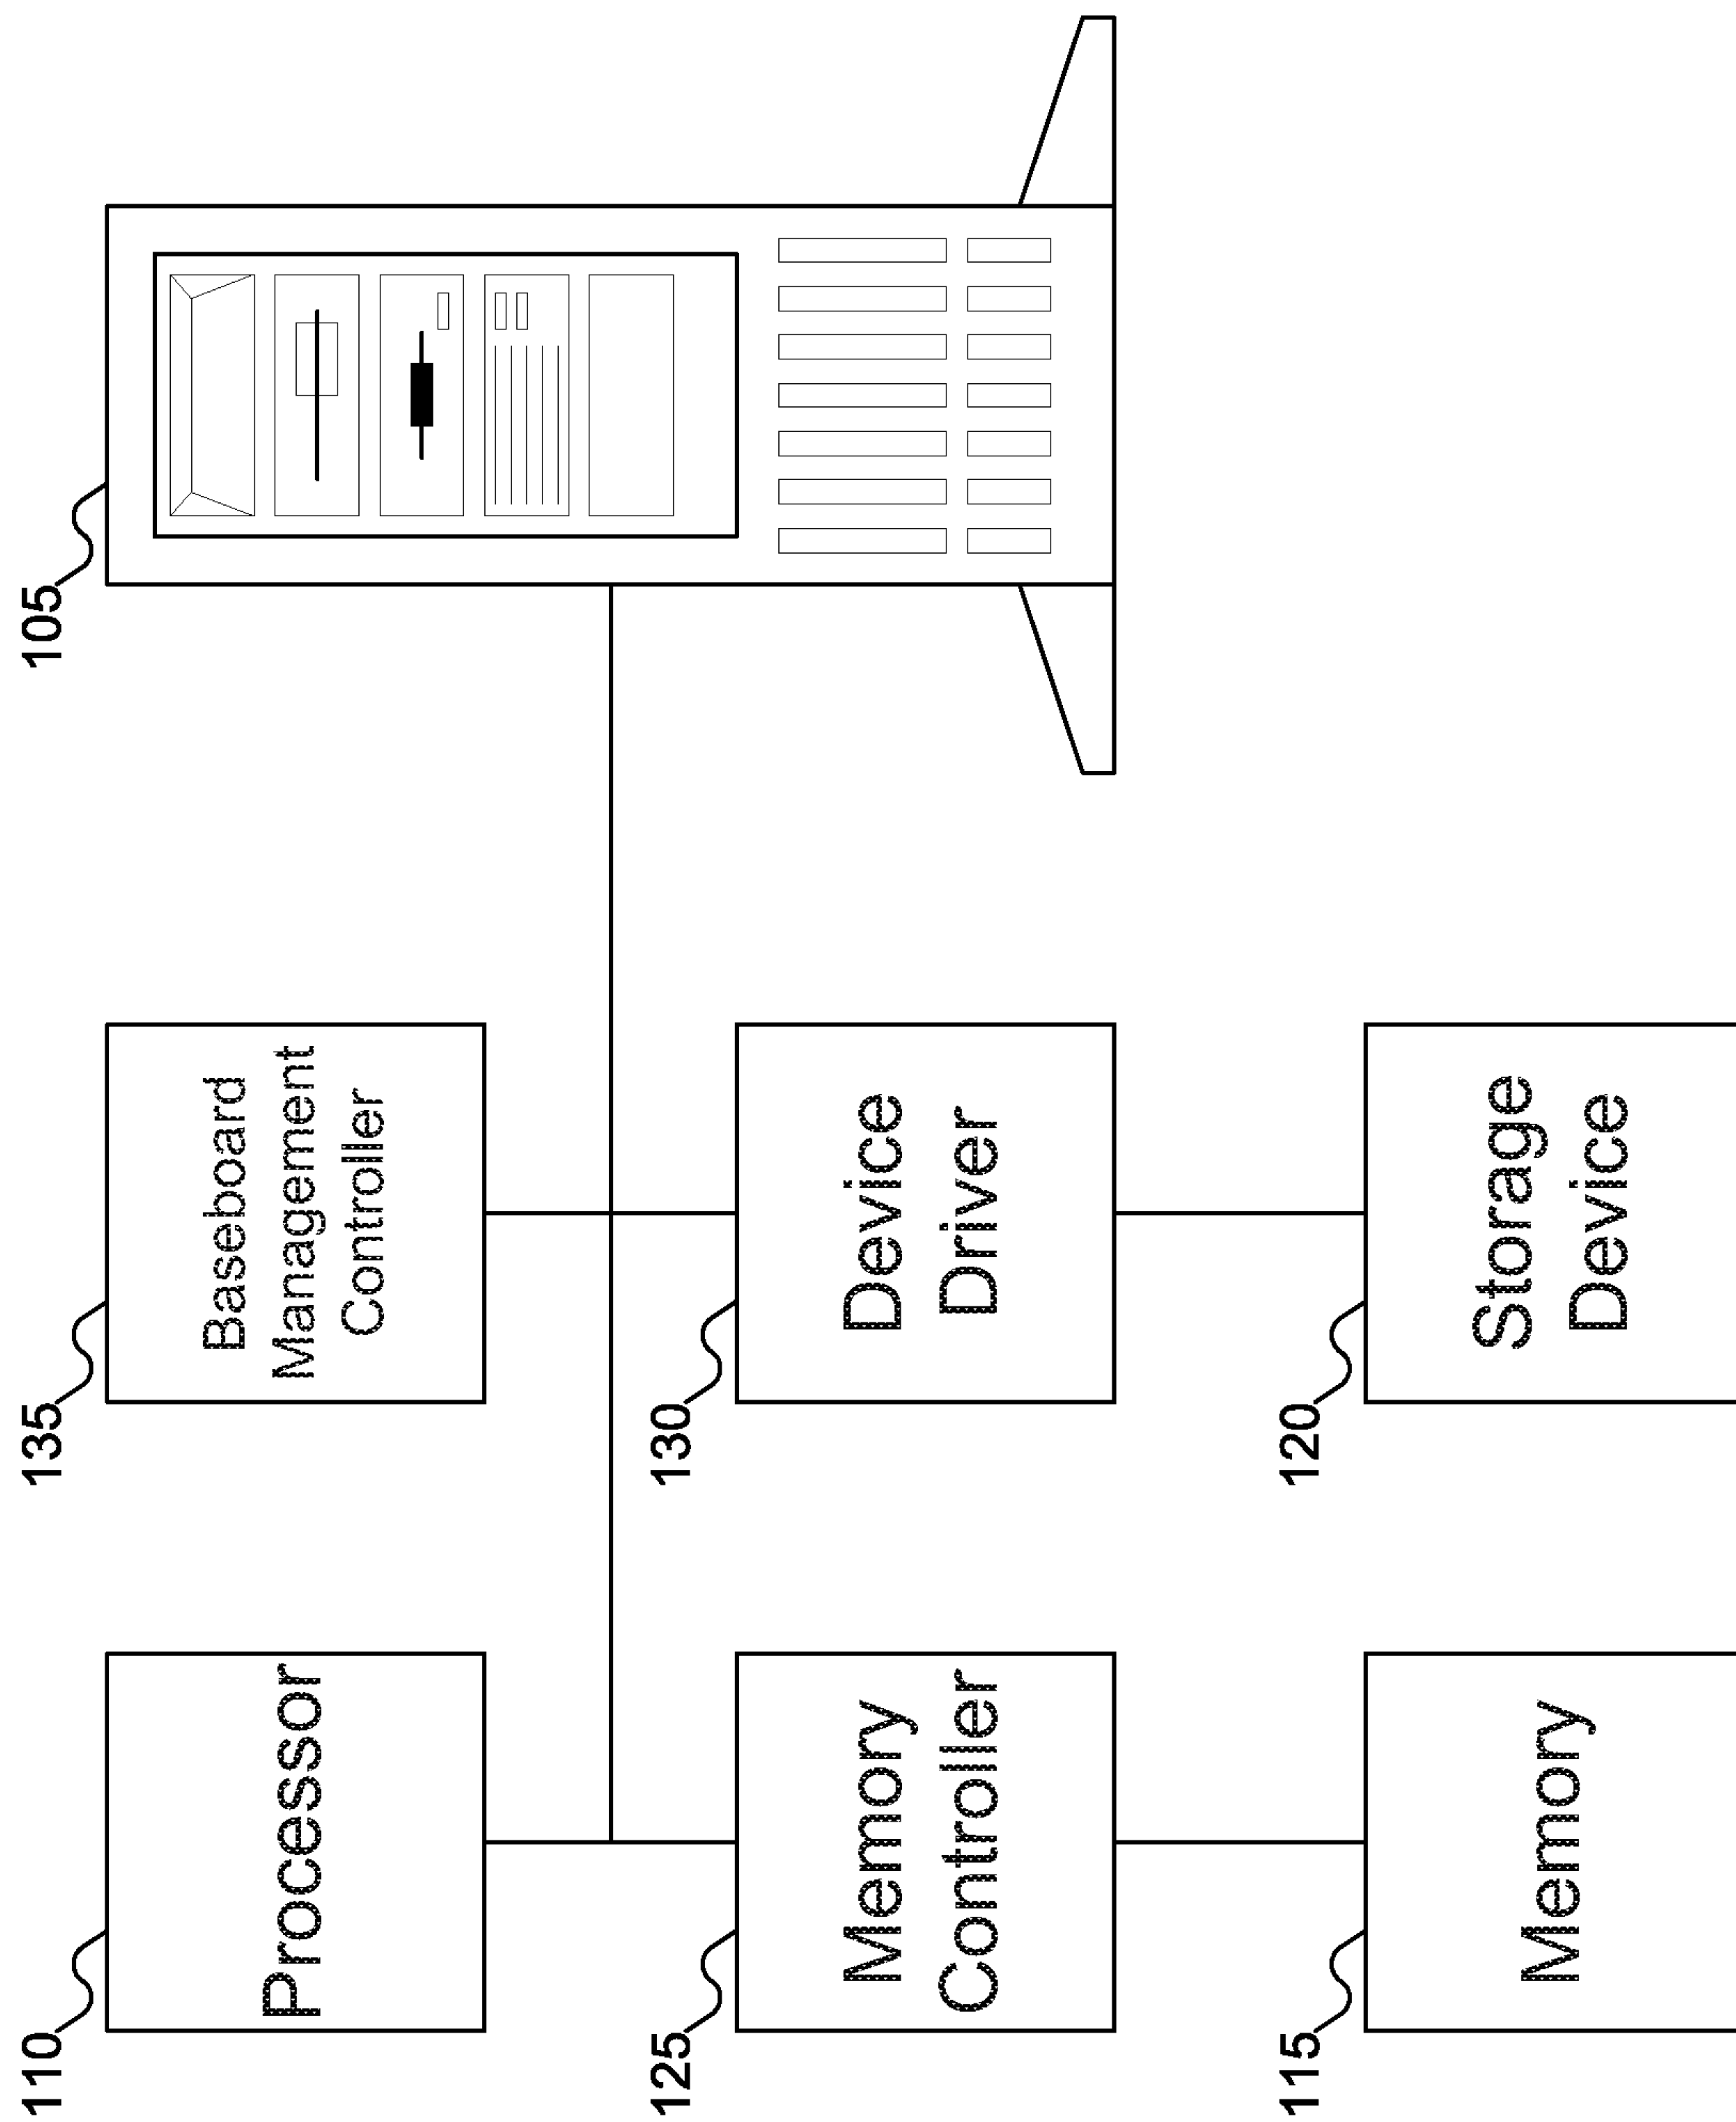 110
Processor
135
Baseboard
Management
Controller
105
125
Memory
Controller
130
Device
Driver
115
Memory
120
Storage
Device